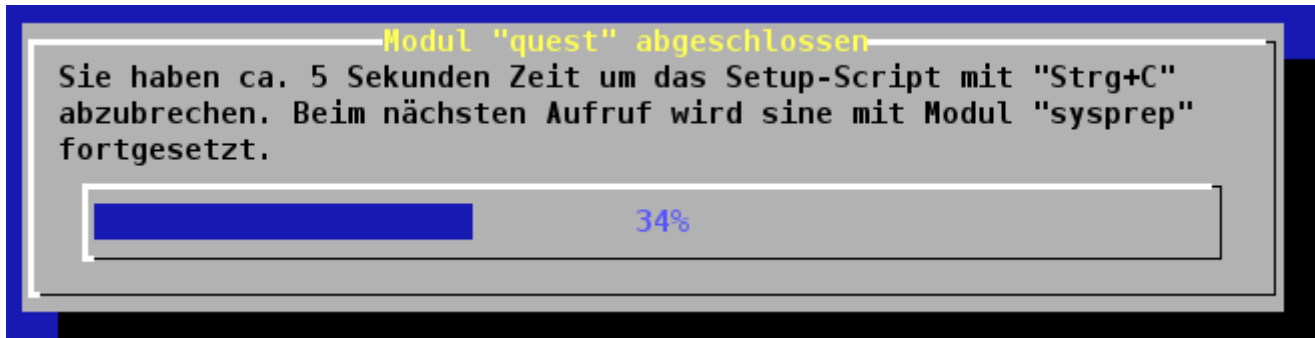 Modul "quest" abgeschlossen
Sie haben ca. 5 Sekunden Zeit um das Setup-Script mit "Strg+C"
abzubrechen. Beim nächsten Aufruf wird sine mit Modul "sysprep"
fortgesetzt.
34%